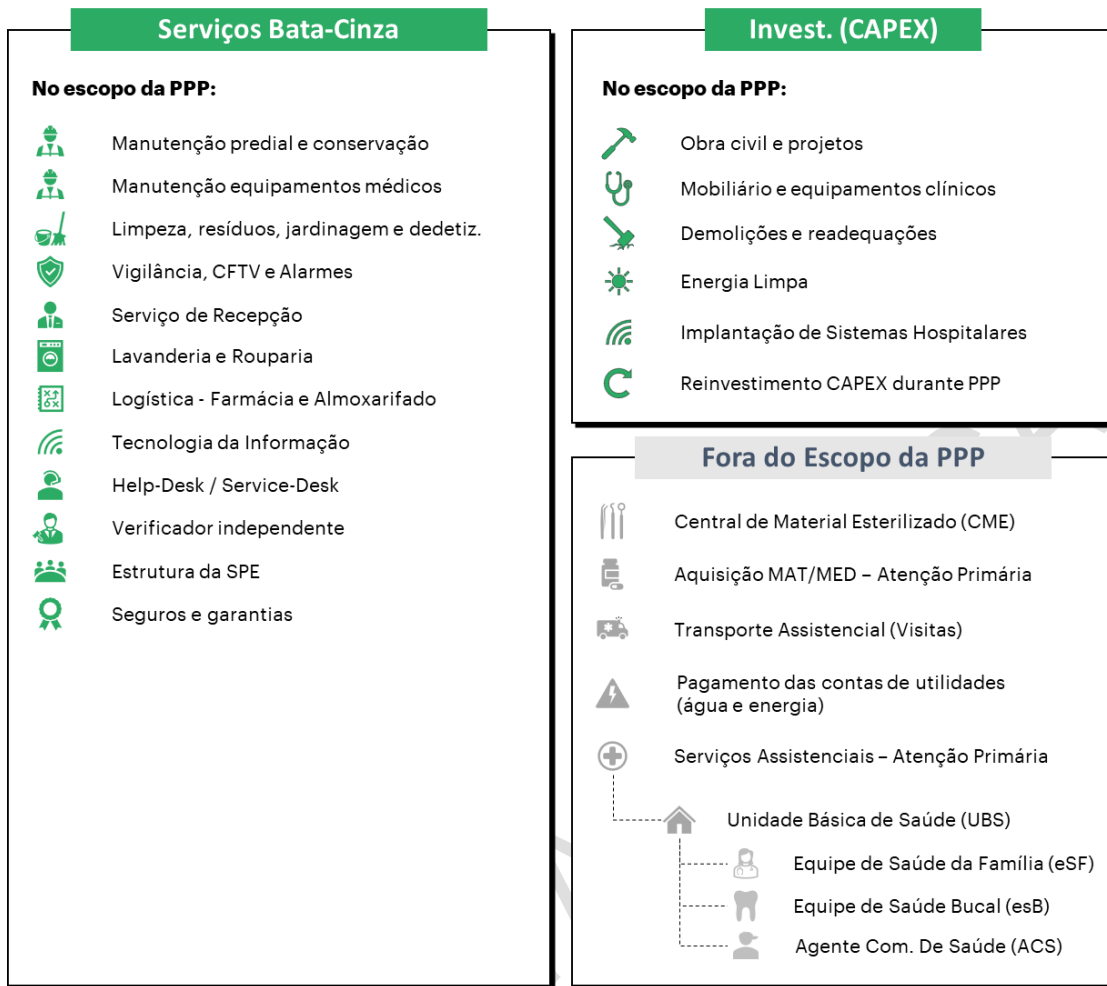 Serviços Bata-Cinza
No escopo da PPP:
Manutenção predial e conservação
Manutenção equipamentos médicos
Limpeza, resíduos, jardinagem e dedetiz.
Vigilância, CFTV e Alarmes
Serviço de Recepção
Lavanderia e Rouparia
Logística - Farmácia e Almoxarifado
Tecnologia da Informação
Help-Desk / Service-Desk
Verificador independente
Estrutura da SPE
Seguros e garantias
Invest. (CAPEX)
No escopo da PPP:
Obra civil e projetos
Mobiliário e equipamentos clínicos
Demolições e readequações
Energia Limpa
Implantação de Sistemas Hospitalares
Reinvestimento CAPEX durante PPP
Fora do Escopo da PPP
Central de Material Esterilizado (CME)
Aquisição MAT/MED – Atenção Primária
Transporte Assistencial (Visitas)
Pagamento das contas de utilidades
(água e energia)
Serviços Assistenciais – Atenção Primária
Unidade Básica de Saúde (UBS)
Equipe de Saúde da Família (eSF)
Equipe de Saúde Bucal (esB)
Agente Com. De Saúde (ACS)